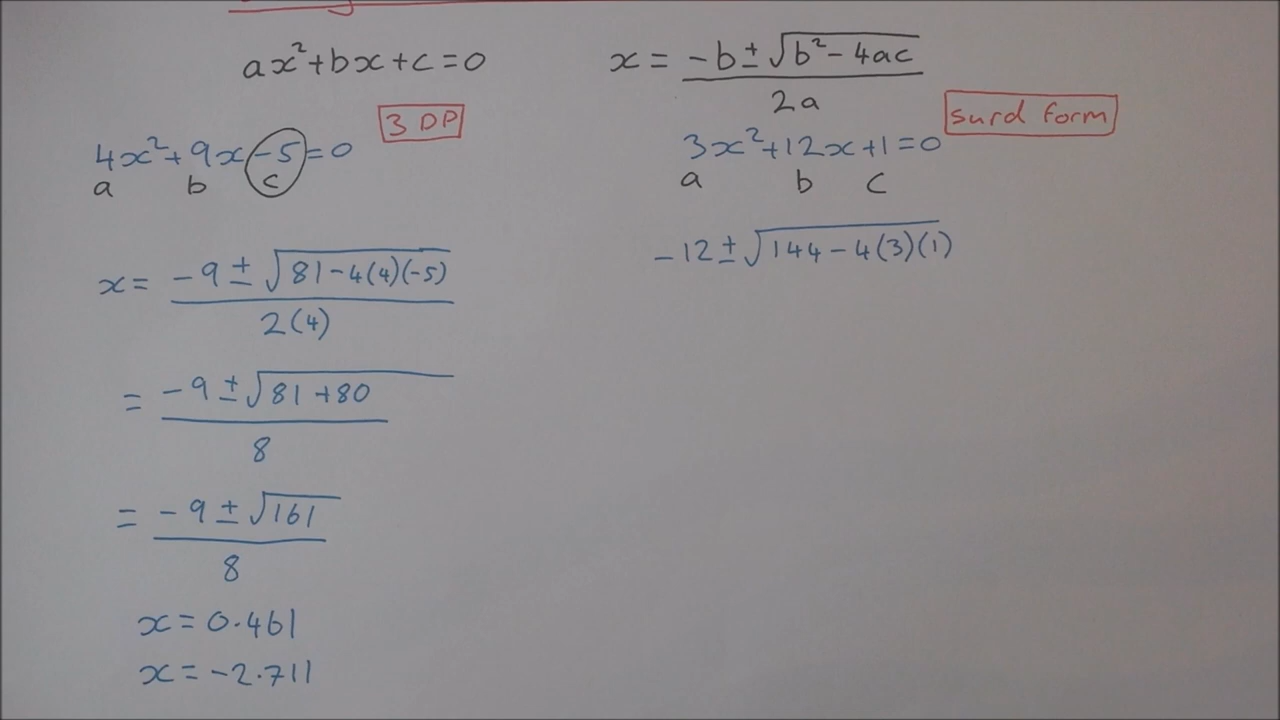 ax²+bx+c=0
x = -b±√b²-4ac / 2a
3 DP
4x²+9x-5=0
a b c
x = -9±√81-4(4)(-5) / 2(4)
= -9±√81+80 / 8
= -9±√161 / 8
x=0.461
x=-2.711
surd form
3x²+12x+1=0
a b c
-12±√144-4(3)(1)